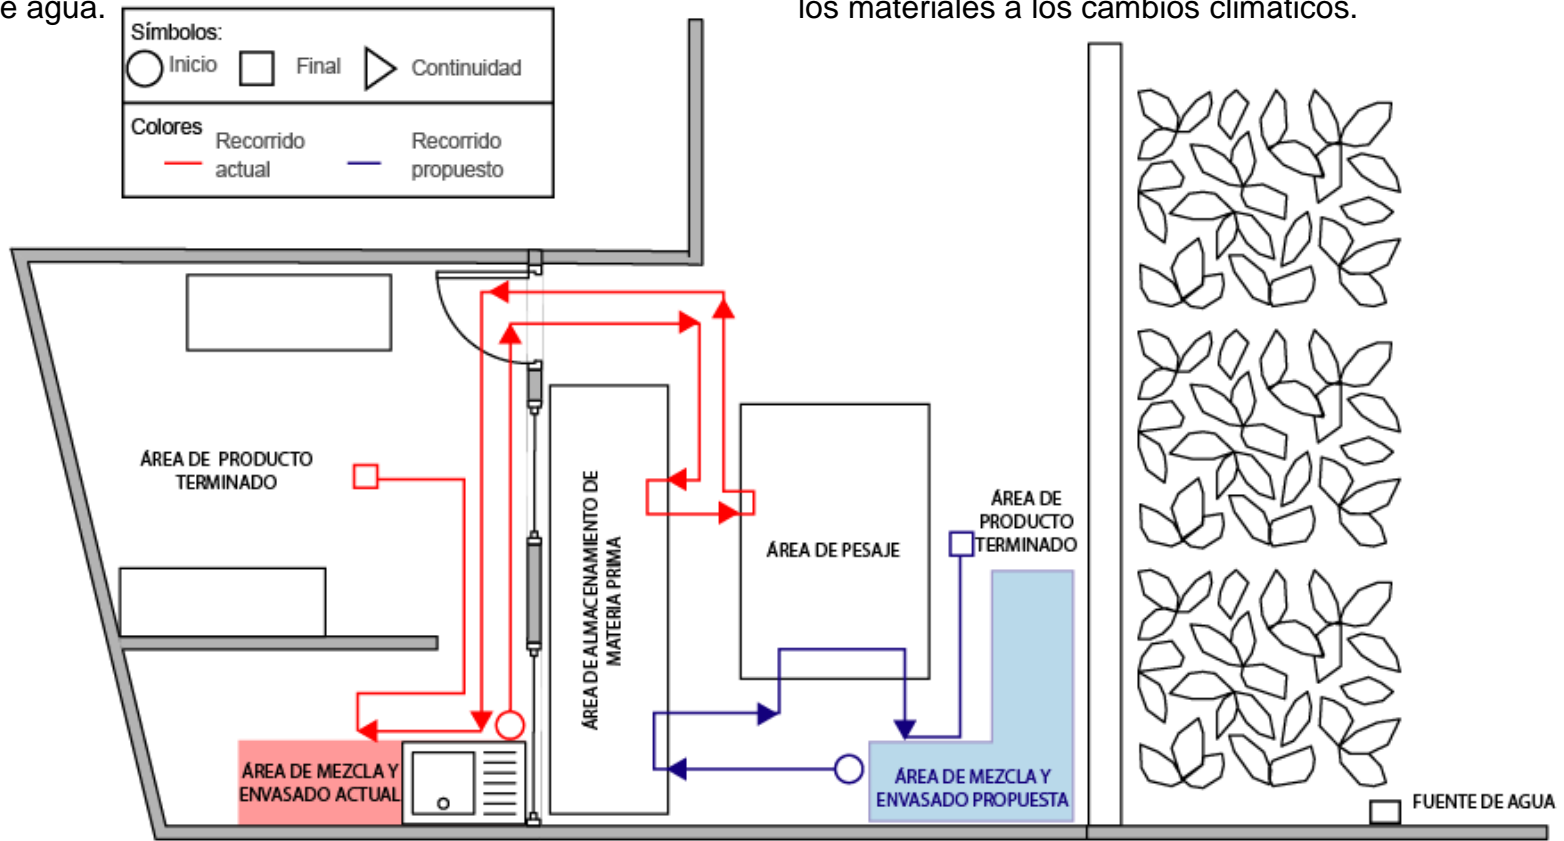 e agua.
los materiales a los cambios climáticos.
Símbolos:
Inicio
Final
Continuidad
Colores
Recorrido
actual
Recorrido
propuesto
ÁREA DE PRODUCTO
TERMINADO
ÁREA DE ALMACENAMIENTO DE
MATERIA PRIMA
ÁREA DE PESAJE
ÁREA DE
PRODUCTO
TERMINADO
ÁREA DE MEZCLA Y
ENVASADO ACTUAL
ÁREA DE MEZCLA Y
ENVASADO PROPUESTA
FUENTE DE AGUA